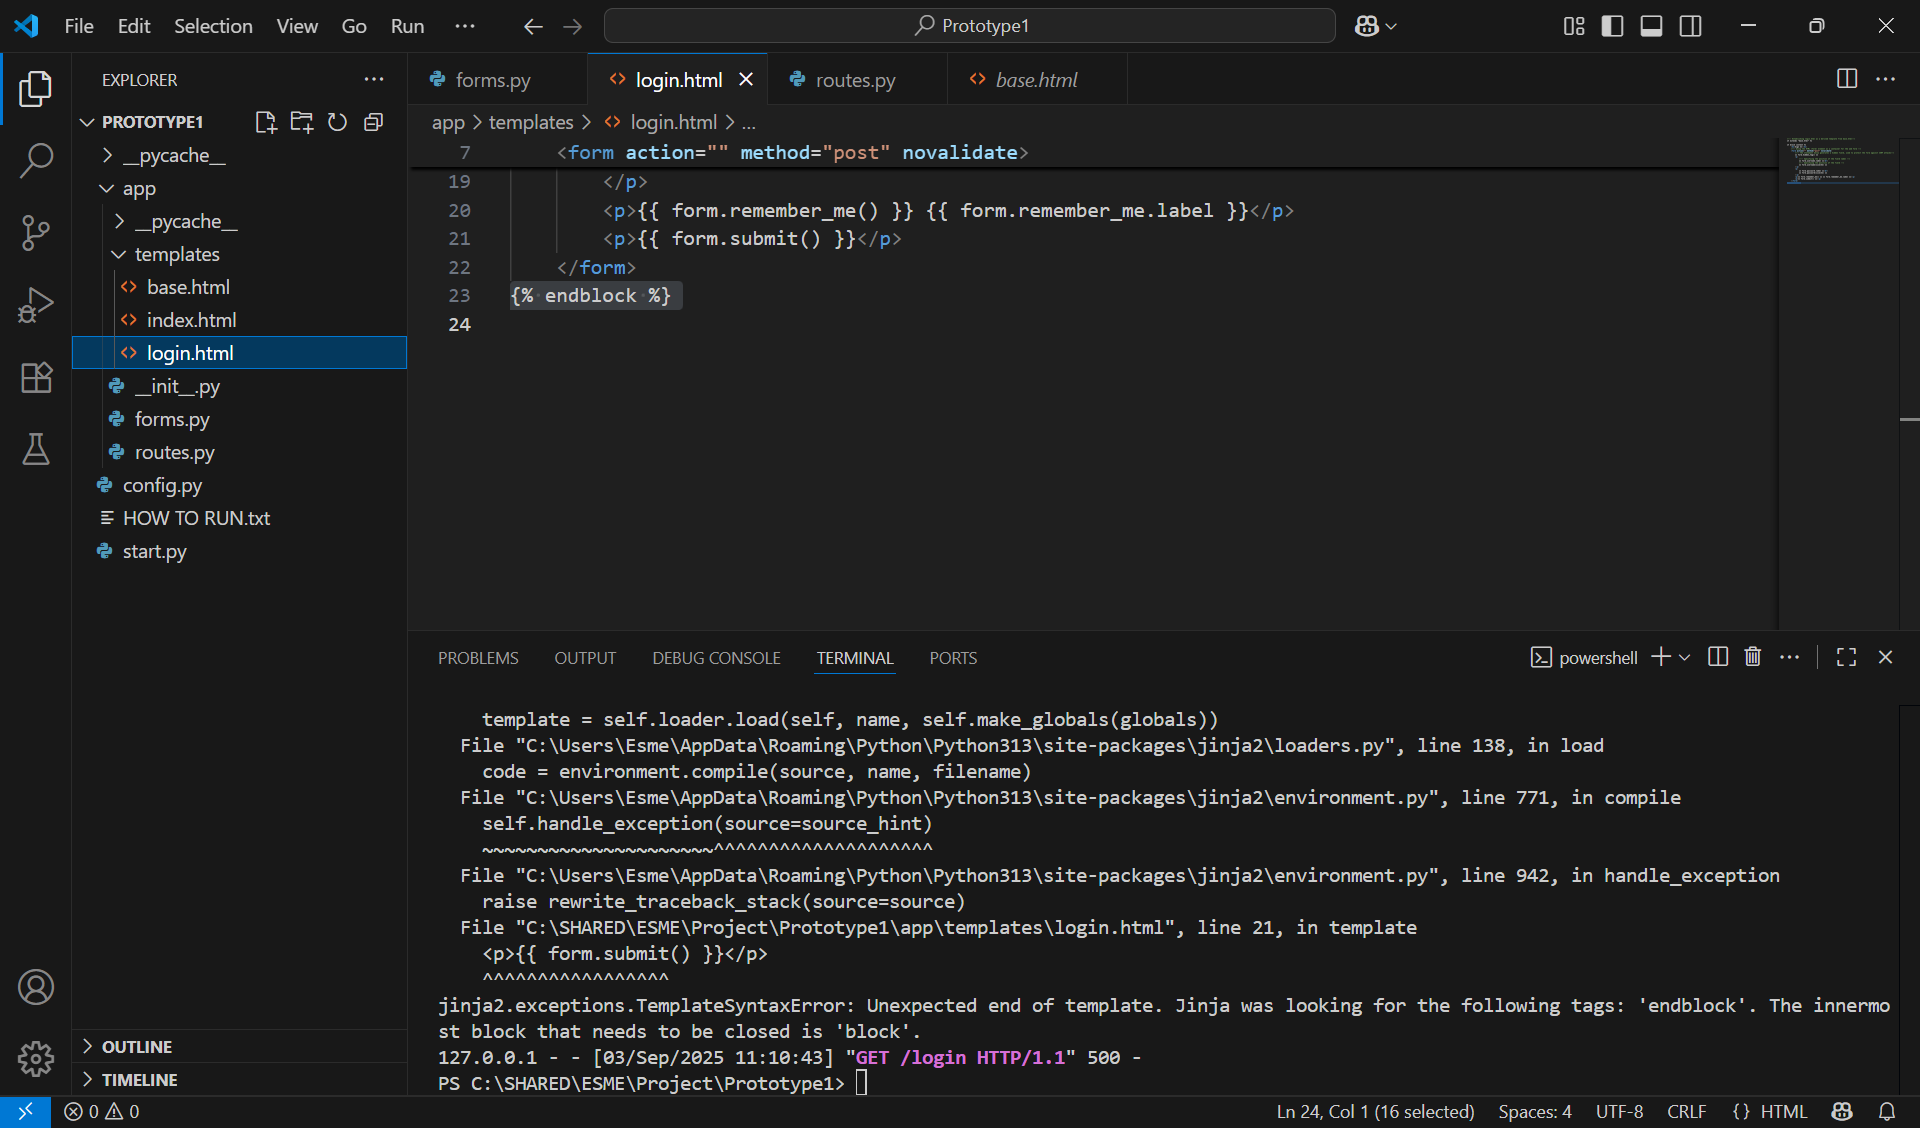 File Edit Selection View Go Run ··· Prototype1
EXPLORER
PROTOTYPE1
__pycache__
app
__pycache__
templates
base.html
index.html
login.html
__init__.py
forms.py
routes.py
config.py
HOW TO RUN.txt
start.py
OUTLINE
TIMELINE
forms.py login.html routes.py base.html
app > templates > login.html > ...
7 <form action="" method="post" novalidate>
19 </p>
20 <p>{{ form.remember_me() }} {{ form.remember_me.label }}</p>
21 <p>{{ form.submit() }}</p>
22 </form>
23 {% endblock %}
24
PROBLEMS OUTPUT DEBUG CONSOLE TERMINAL PORTS powershell
template = self.loader.load(self, name, self.make_globals(globals))
File "C:\Users\Esme\AppData\Roaming\Python\Python313\site-packages\jinja2\loaders.py", line 138, in load
code = environment.compile(source, name, filename)
File "C:\Users\Esme\AppData\Roaming\Python\Python313\site-packages\jinja2\environment.py", line 771, in compile
self.handle_exception(source=source_hint)
~~~~~~~~~~~~~~~~~~~~~^^^^^^^^^^^^^^^^^^^^
File "C:\Users\Esme\AppData\Roaming\Python\Python313\site-packages\jinja2\environment.py", line 942, in handle_exception
raise rewrite_traceback_stack(source=source)
File "C:\SHARED\ESME\Project\Prototype1\app\templates\login.html", line 21, in template
<p>{{ form.submit() }}</p>
^^^^^^^^^^^^^^^^^
jinja2.exceptions.TemplateSyntaxError: Unexpected end of template. Jinja was looking for the following tags: 'endblock'. The innermo
st block that needs to be closed is 'block'.
127.0.0.1 - - [03/Sep/2025 11:10:43] "GET /login HTTP/1.1" 500 -
PS C:\SHARED\ESME\Project\Prototype1>
0 0 Ln 24, Col 1 (16 selected) Spaces: 4 UTF-8 CRLF {} HTML